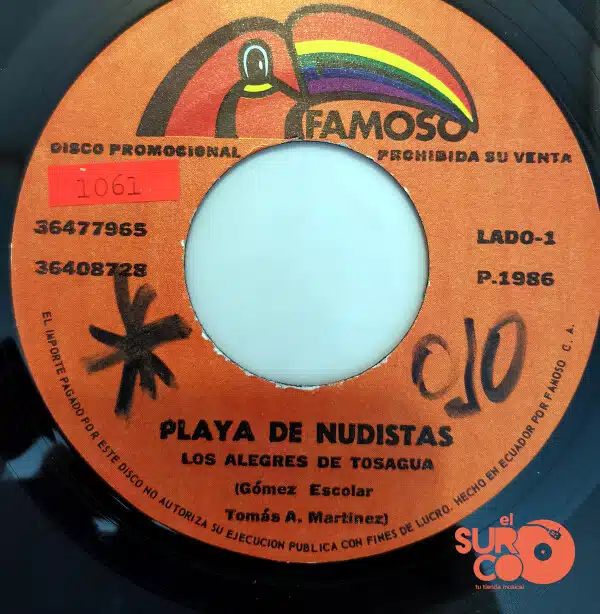 FAMOSO
DISCO PROMOCIONAL PROHIBIDA SU VENTA
1061
36477965
LADO-1
36408728
P.1986
OJO
PLAYA DE NUDISTAS
LOS ALEGRES DE TOSAGUA
(Gómez Escolar
Tomás A. Martínez)
EL IMPORTE PAGADO POR ESTE DISCO NO AUTORIZA SU EJECUCION PUBLICA CON FINES DE LUCRO. HECHO EN ECUADOR POR FAMOSO C. A.
el
SURCO
tu tienda musical